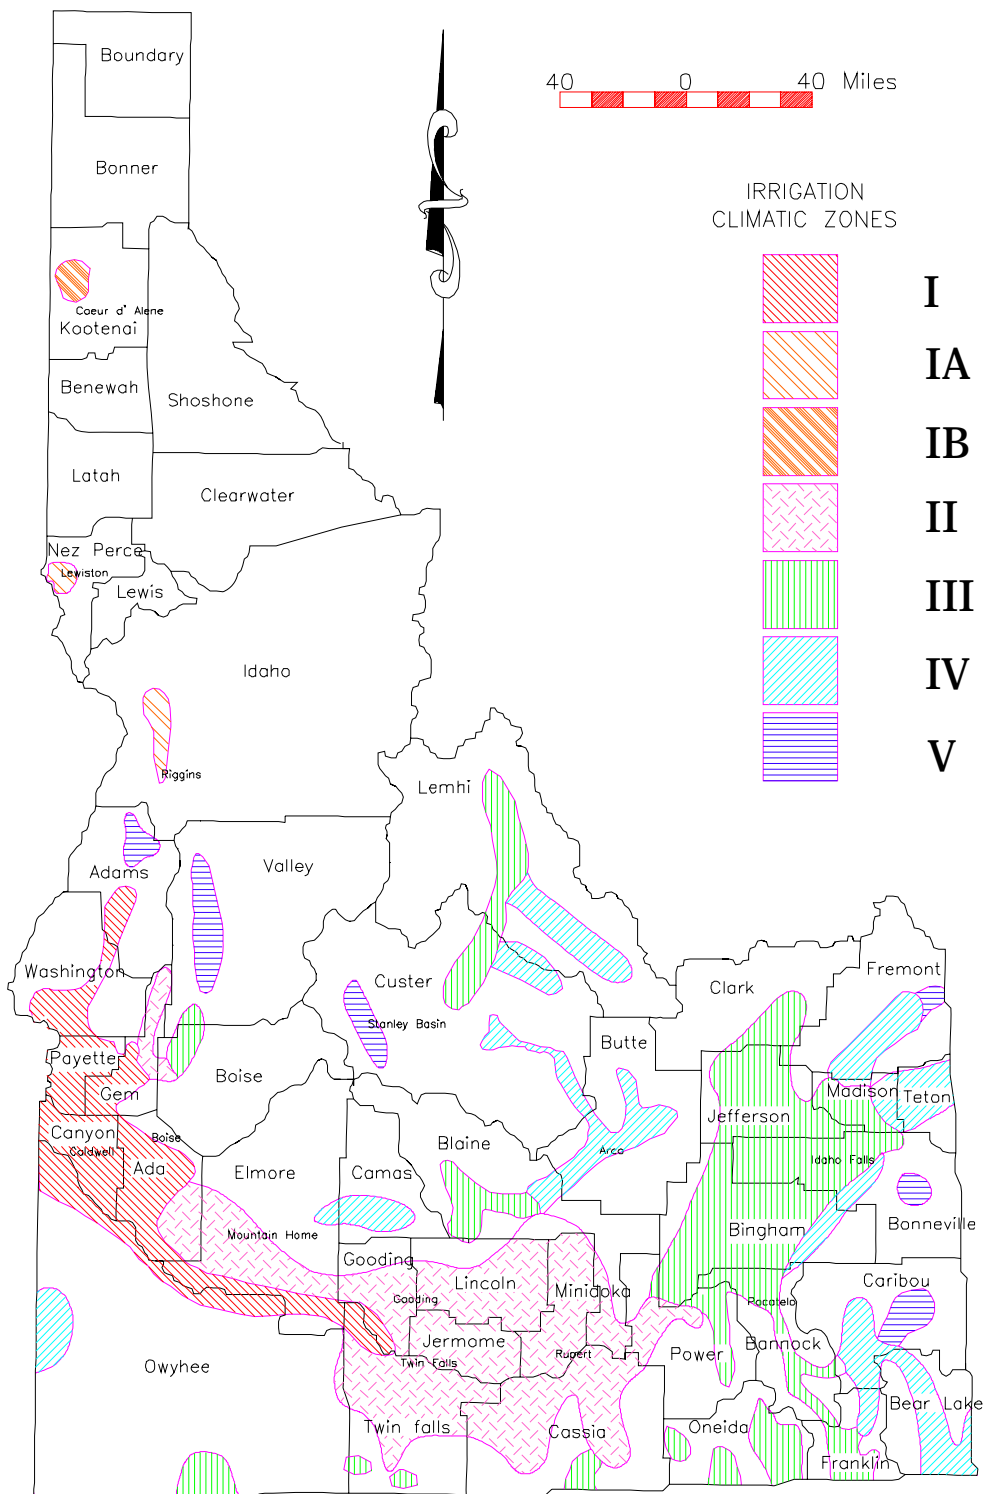 Boundary
40 0 40 Miles
Bonner
IRRIGATION
CLIMATIC ZONES
I
Coeur d' Alene
Kootenai
IA
Benewah
Shoshone
IB
Latah
Clearwater
II
Nez Perce
Lewiston
Lewis
III
Idaho
IV
Riggins
V
Lemhi
Adams
Valley
Washington
Custer
Clark
Fremont
Stanley Basin
Butte
Payette
Boise
Gem
Madison
Teton
Jefferson
Canyon
Boise
Blaine
Caldwell
Arco
Idaho Falls
Ada
Elmore
Camas
Mountain Home
Bingham
Bonneville
Gooding
Lincoln
Minidoka
Caribou
Gooding
Pocatelo
Jermome
Bannock
Owyhee
Twin Falls
Rupert
Power
Bear Lake
Twin falls
Cassia
Oneida
Franklin